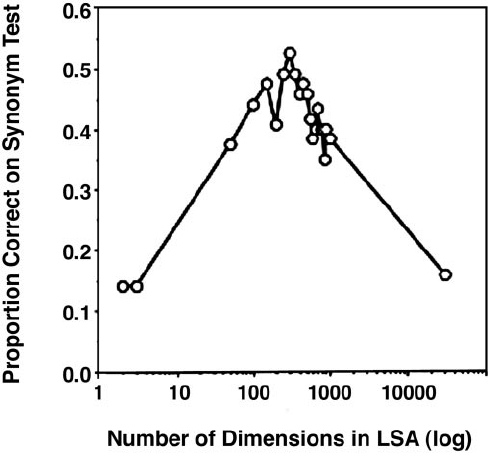 Proportion Correct on Synonym Test
0.6
0.5
0.4
0.3
0.2
0.1
0.0
1 10 100 1000 10000
Number of Dimensions in LSA (log)